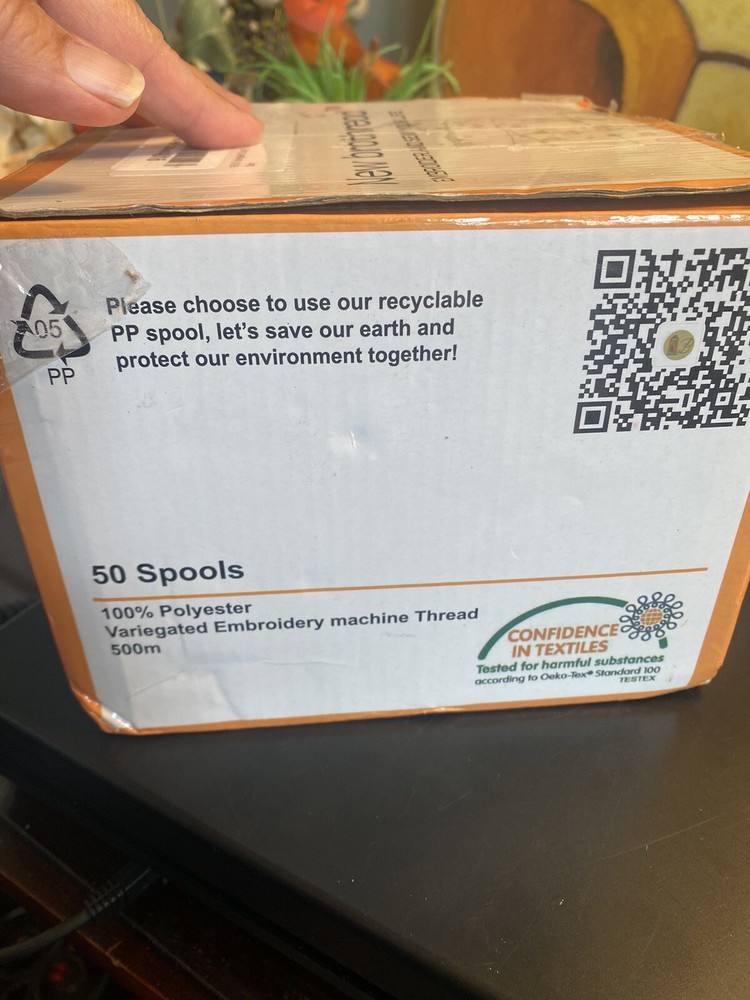 New brothread
Please choose to use our recyclable
PP spool, let's save our earth and
protect our environment together!
05
PP
50 Spools
100% Polyester
Variegated Embroidery machine Thread
500m
CONFIDENCE
IN TEXTILES
Tested for harmful substances
according to Oeko-Tex® Standard 100
TESTEX